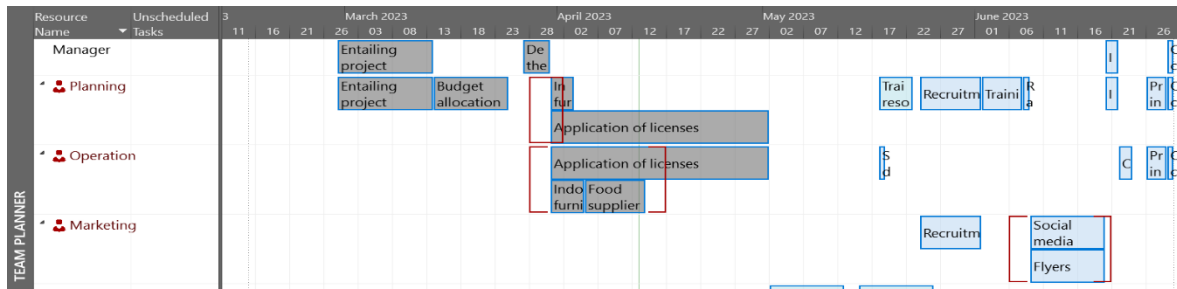 Resource Unscheduled 3 March 2023 April 2023 May 2023 June 2023
Name Tasks 11 16 21 26 03 08 13 18 23 28 02 07 12 17 22 27 02 07 12 17 22 27 01 06 11 16 21 26
Manager Entailing De I
project the
Planning Entailing Budget In Trai Recruitm Traini R I Pr
project allocation fur reso a in
Application of licenses
Operation Application of licenses S C Pr
d in
Indo Food
furni supplier
Marketing Recruitm Social
media
Flyers
TEAM PLANNER